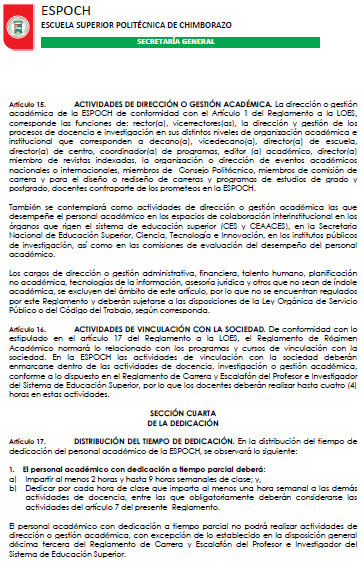 ESPOCH
ESCUELA SUPERIOR POLITÉCNICA DE CHIMBORAZO
SECRETARÍA GENERAL
Artículo 15. ACTIVIDADES DE DIRECCIÓN O GESTIÓN ACADÉMICA. La dirección o gestión
académica de la ESPOCH de conformidad con el Artículo 1 del Reglamento a la LOES,
corresponde las funciones de: rector(a), vicerrectores(as), la dirección y gestión de los
procesos de docencia e investigación en sus distintos niveles de organización académica e
institucional que corresponden a decano(a), vicedecano(a), director(a) de escuela,
director(a) de centro, coordinador(a) de programas, editor (a) académico, director(a)
miembro de revistas indexadas, la organización o dirección de eventos académicos
nacionales o internacionales, miembros de Consejo Politécnico, miembros de comisión de
carrera y para el diseño o rediseño de carreras y programas de estudios de grado y
postgrado, docentes contraparte de los prometeos en la ESPOCH.
También se contemplará como actividades de dirección o gestión académica las que
desempeñe el personal académico en los espacios de colaboración interinstitucional en los
órganos que rigen el sistema de educación superior (CES y CEAACES), en la Secretaría
Nacional de Educación Superior, Ciencia, Tecnología e Innovación, en los institutos públicos
de investigación, así como en las comisiones de evaluación del desempeño del personal
académico.
Los cargos de dirección o gestión administrativa, financiera, talento humano, planificación
no académica, tecnologías de la información, asesoría jurídica y otros que no sean de índole
académica, se excluyen del ámbito de este artículo, por lo que no se encuentran regulados
por este Reglamento y deberán sujetarse a las disposiciones de la Ley Orgánica de Servicio
Público o del Código del Trabajo, según corresponda.
Artículo 16. ACTIVIDADES DE VINCULACIÓN CON LA SOCIEDAD. De conformidad con lo
estipulado en el artículo 17 del Reglamento a la LOES, el Reglamento de Régimen
Académico normará lo relacionado con los programas y cursos de vinculación con la
sociedad. En la ESPOCH las actividades de vinculación con la sociedad deberán
enmarcarse dentro de las actividades de docencia, investigación o gestión académica,
conforme a lo dispuesto en el Reglamento de Carrera y Escalafón del Profesor e Investigador
del Sistema de Educación Superior, por lo que los docentes deberán realizar hasta cuatro (4)
horas en estas actividades.
SECCIÓN CUARTA
DE LA DEDICACIÓN
Artículo 17. DISTRIBUCIÓN DEL TIEMPO DE DEDICACIÓN. En la distribución del tiempo de
dedicación del personal académico de la ESPOCH, se observará lo siguiente:
1. El personal académico con dedicación a tiempo parcial deberá:
a) Impartir al menos 2 horas y hasta 9 horas semanales de clase; y,
b) Dedicar por cada hora de clase que imparta al menos una hora semanal a las demás
actividades de docencia, entre las que obligatoriamente deberán considerarse las
actividades del artículo 7 del presente Reglamento.
El personal académico con dedicación a tiempo parcial no podrá realizar actividades de
dirección o gestión académica, con excepción de lo establecido en la disposición general
décima tercera del Reglamento de Carrera y Escalafón del Profesor e Investigador del
Sistema de Educación Superior.